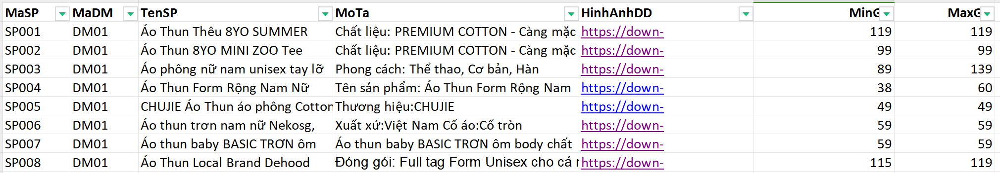 MaSP MaDM TenSP MoTa HinhAnhDD MinG MaxG
SP001 DM01 Áo Thun Thêu 8YO SUMMER Chất liệu: PREMIUM COTTON - Càng mặc https://down- 119 119
SP002 DM01 Áo Thun 8YO MINI ZOO Tee Chất liệu: PREMIUM COTTON - Càng mặc https://down- 99 99
SP003 DM01 Áo phông nữ nam unisex tay lỡ Phong cách: Thể thao, Cơ bản, Hàn https://down- 89 139
SP004 DM01 Áo Thun Form Rộng Nam Nữ Tên sản phẩm: Áo Thun Form Rộng Nam https://down- 38 60
SP005 DM01 CHUJIE Áo Thun áo phông Cotton Thương hiệu:CHUJIE https://down- 49 49
SP006 DM01 Áo thun trơn nam nữ Nekosg, Xuất xứ:Việt Nam Cổ áo:Cổ tròn https://down- 59 59
SP007 DM01 Áo thun baby BASIC TRƠN ôm Áo thun baby BASIC TRƠN ôm body chất https://down- 59 59
SP008 DM01 Áo Thun Local Brand Dehood Đóng gói: Full tag Form Unisex cho cả https://down- 115 119